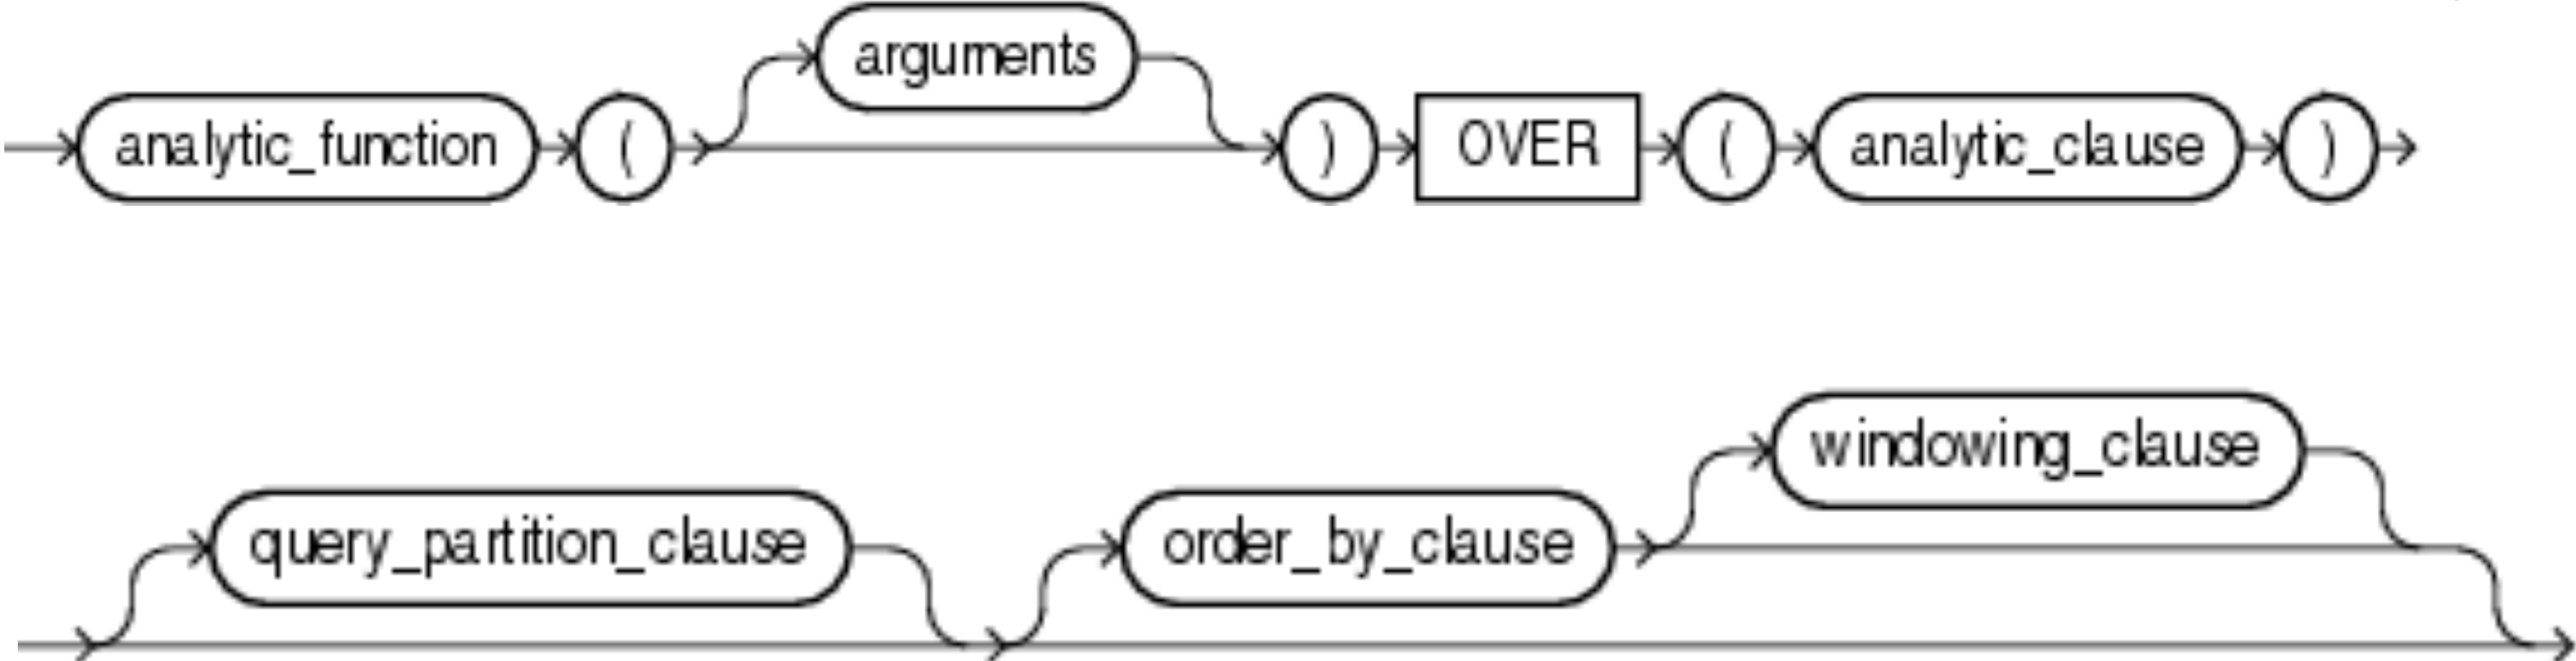 arguments
analytic_function ( ) OVER ( analytic_clause )
windowing_clause
query_partition_clause order_by_clause